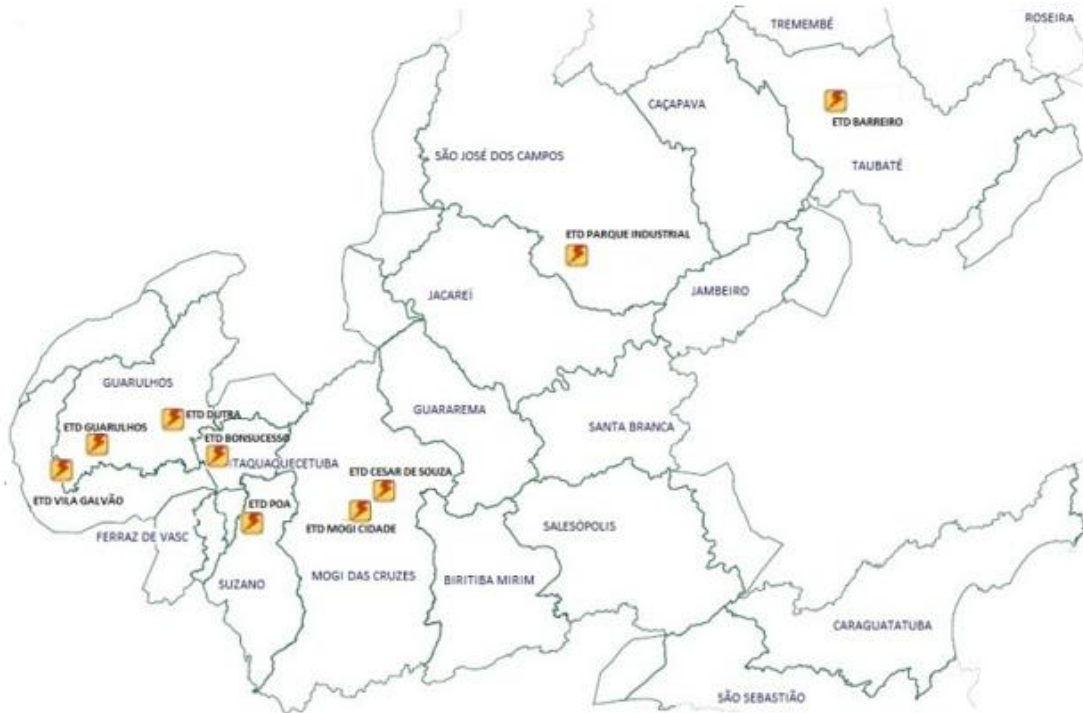 TREMEMBÉ
ROSEIRA
CAÇAPAVA
ETD BARREIRO
SÃO JOSÉ DOS CAMPOS
TAUBATÉ
ETD PARQUE INDUSTRIAL
JACAREÍ
JAMBEIRO
GUARULHOS
GUARAREMA
ETD DUTRA
ETD GUARULHOS
SANTA BRANCA
ETD BONSUCESSO
ITAQUAQUECETUBA
ETD CESAR DE SOUZA
ETD VILA GALVÃO
ETD POA
ETD MOGI CIDADE
SALESÓPOLIS
FERRAZ DE VASC
SUZANO
MOGI DAS CRUZES
BIRITIBA MIRIM
CARAGUATATUBA
SÃO SEBASTIÃO